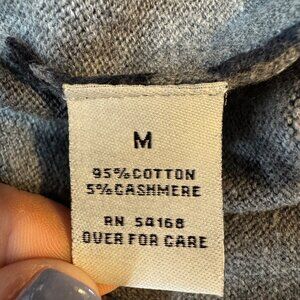 M
95% COTTON
5% CASHMERE
RN 54168
OVER FOR CARE